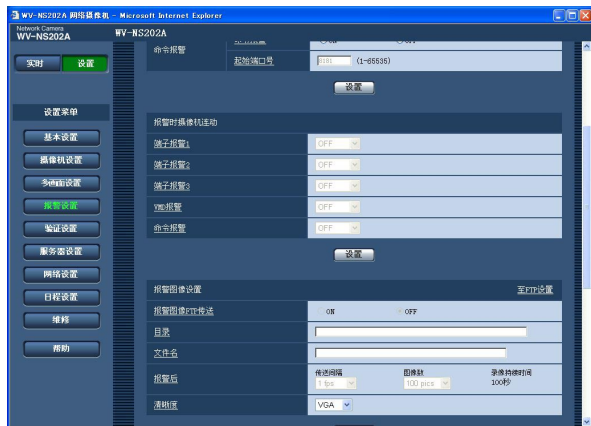 WV-NS202A 网络摄像机 - Microsoft Internet Explorer
Network Camera
WV-NS202A
WV-NS202A
实时 设置
命令报警
起始端口号 8181 (1-65535)
设置
设置菜单
基本设置
摄像机设置
多画面设置
报警设置
验证设置
服务器设置
网络设置
日程设置
维修
帮助
报警时摄像机连动
端子报警1 OFF
端子报警2 OFF
端子报警3 OFF
VMD报警 OFF
命令报警 OFF
设置
报警图像设置 至FTP设置
报警图像FTP传送 ON OFF
目录
文件名
报警后 传送间隔 图像数 录像持续时间
1 fps 100 pics 100秒
清晰度 VGA